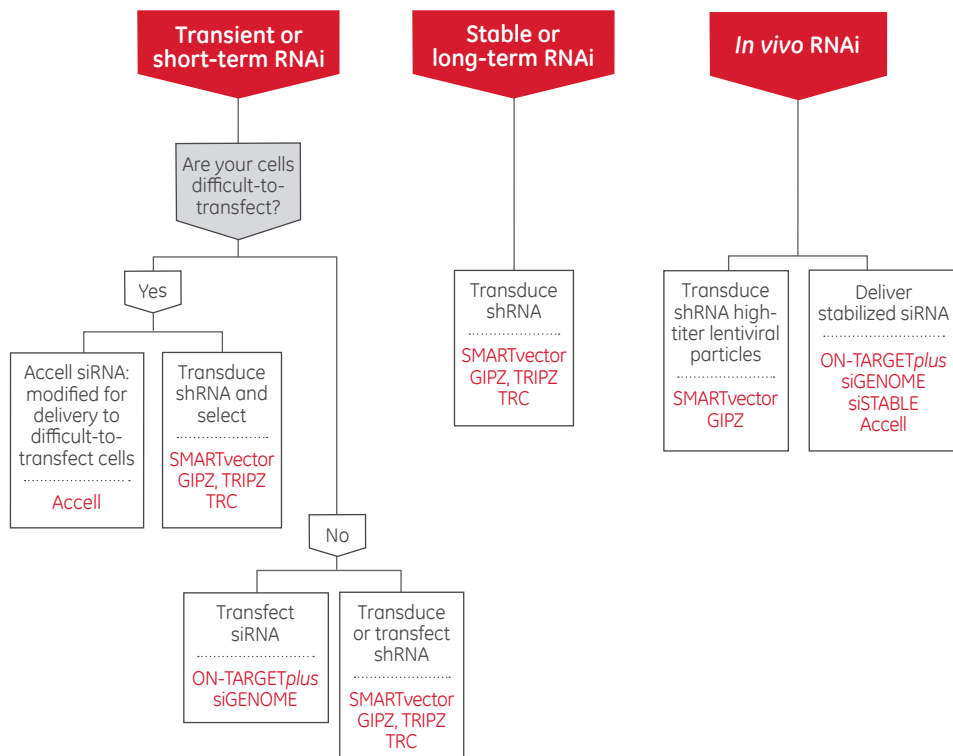 Transient or
short-term RNAi
Are your cells
difficult-to-
transfect?
Yes
Accell siRNA:
modified for
delivery to
difficult-to-
transfect cells
Accell
Transduce
shRNA and
select
SMARTvector
GIPZ, TRIPZ
TRC
No
Transfect
siRNA
ON-TARGETplus
siGENOME
Transduce
or transfect
shRNA
SMARTvector
GIPZ, TRIPZ
TRC
Stable or
long-term RNAi
Transduce
shRNA
SMARTvector
GIPZ, TRIPZ
TRC
In vivo RNAi
Transduce
shRNA high-
titer lentiviral
particles
SMARTvector
GIPZ
Deliver
stabilized siRNA
ON-TARGETplus
siGENOME
siSTABLE
Accell